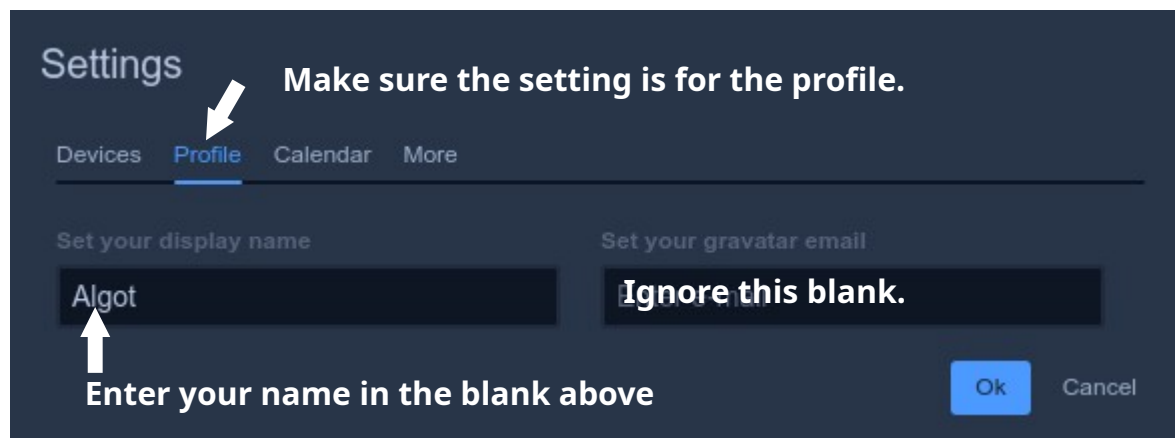 Settings
Make sure the setting is for the profile.
Devices Profile Calendar More
Set your display name
Set your gravatar email
Algot
Ignore this blank.
Enter your name in the blank above
Ok Cancel